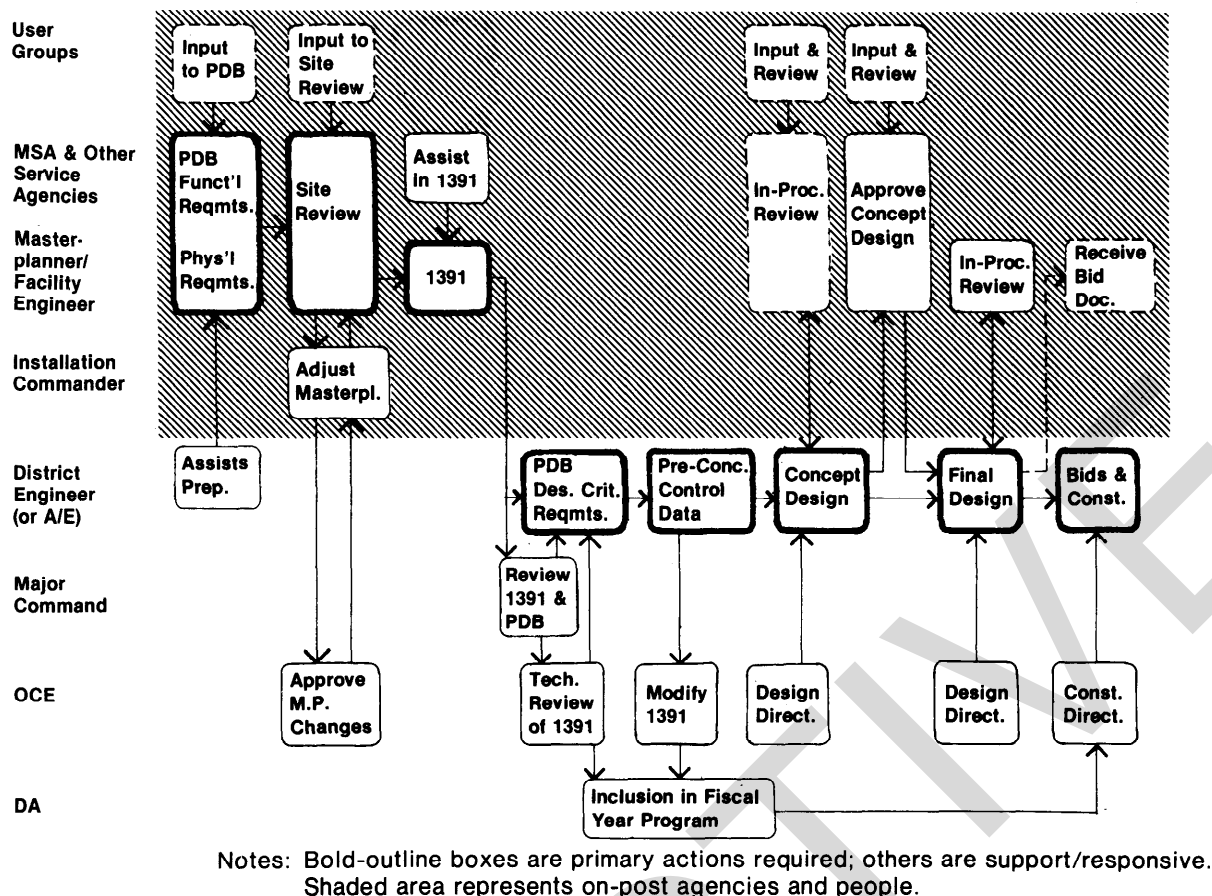 User
Groups
Input
to PDB
Input to
Site
Review
Input &
Review
Input &
Review
MSA & Other
Service
Agencies
PDB
Funct'l
Reqmts.
Phys'l
Reqmts.
Site
Review
Assist
in 1391
In-Proc.
Review
Approve
Concept
Design
Master-
planner/
Facility
Engineer
1391
In-Proc.
Review
Receive
Bid
Doc.
Installation
Commander
Adjust
Masterpl.
District
Engineer
(or A/E)
Assists
Prep.
PDB
Des. Crit.
Reqmts.
Pre-Conc.
Control
Data
Concept
Design
Final
Design
Bids &
Const.
Major
Command
Review
1391 &
PDB
OCE
Approve
M.P.
Changes
Tech.
Review
of 1391
Modify
1391
Design
Direct.
Design
Direct.
Const.
Direct.
DA
Inclusion in Fiscal
Year Program
Notes: Bold-outline boxes are primary actions required; others are support/responsive.
Shaded area represents on-post agencies and people.